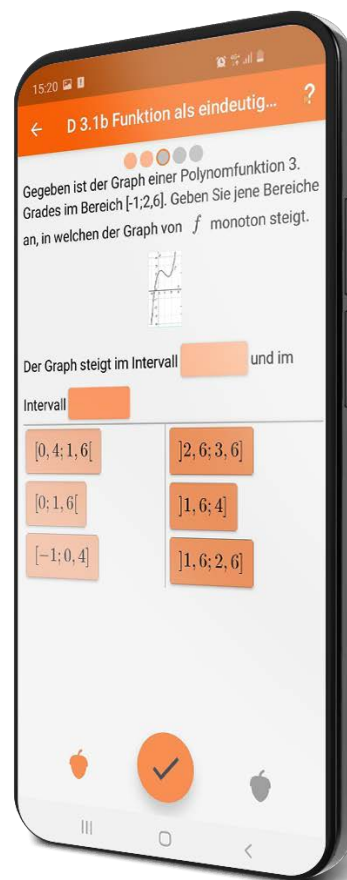 15:20
D 3.1b Funktion als eindeutig... ?
Gegeben ist der Graph einer Polynomfunktion 3.
Grades im Bereich [-1;2,6]. Geben Sie jene Bereiche
an, in welchen der Graph von f monoton steigt.
Der Graph steigt im Intervall und im
Intervall
[0, 4; 1, 6[ ]2, 6; 3, 6]
[0; 1, 6[ ]1, 6; 4]
[−1; 0, 4] ]1, 6; 2, 6]